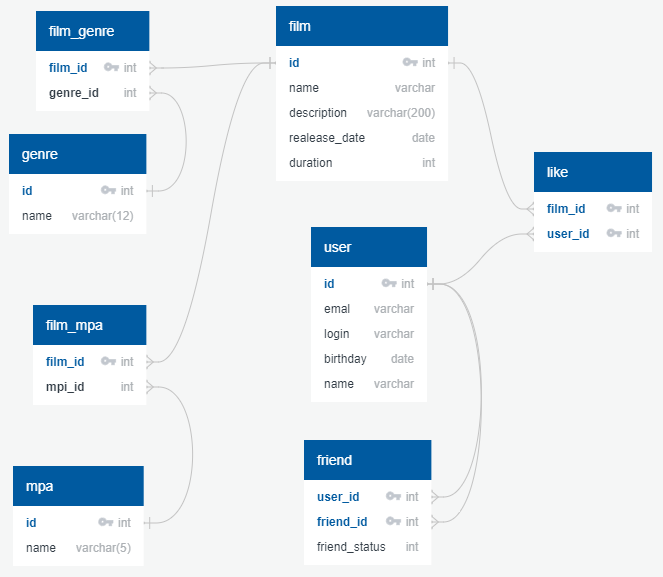 film_genre
film_id int
genre_id int
genre
id int
name varchar(12)
film_mpa
film_id int
mpi_id int
mpa
id int
name varchar(5)
film
id int
name varchar
description varchar(200)
realease_date date
duration int
user
id int
emal varchar
login varchar
birthday date
name varchar
friend
user_id int
friend_id int
friend_status int
like
film_id int
user_id int